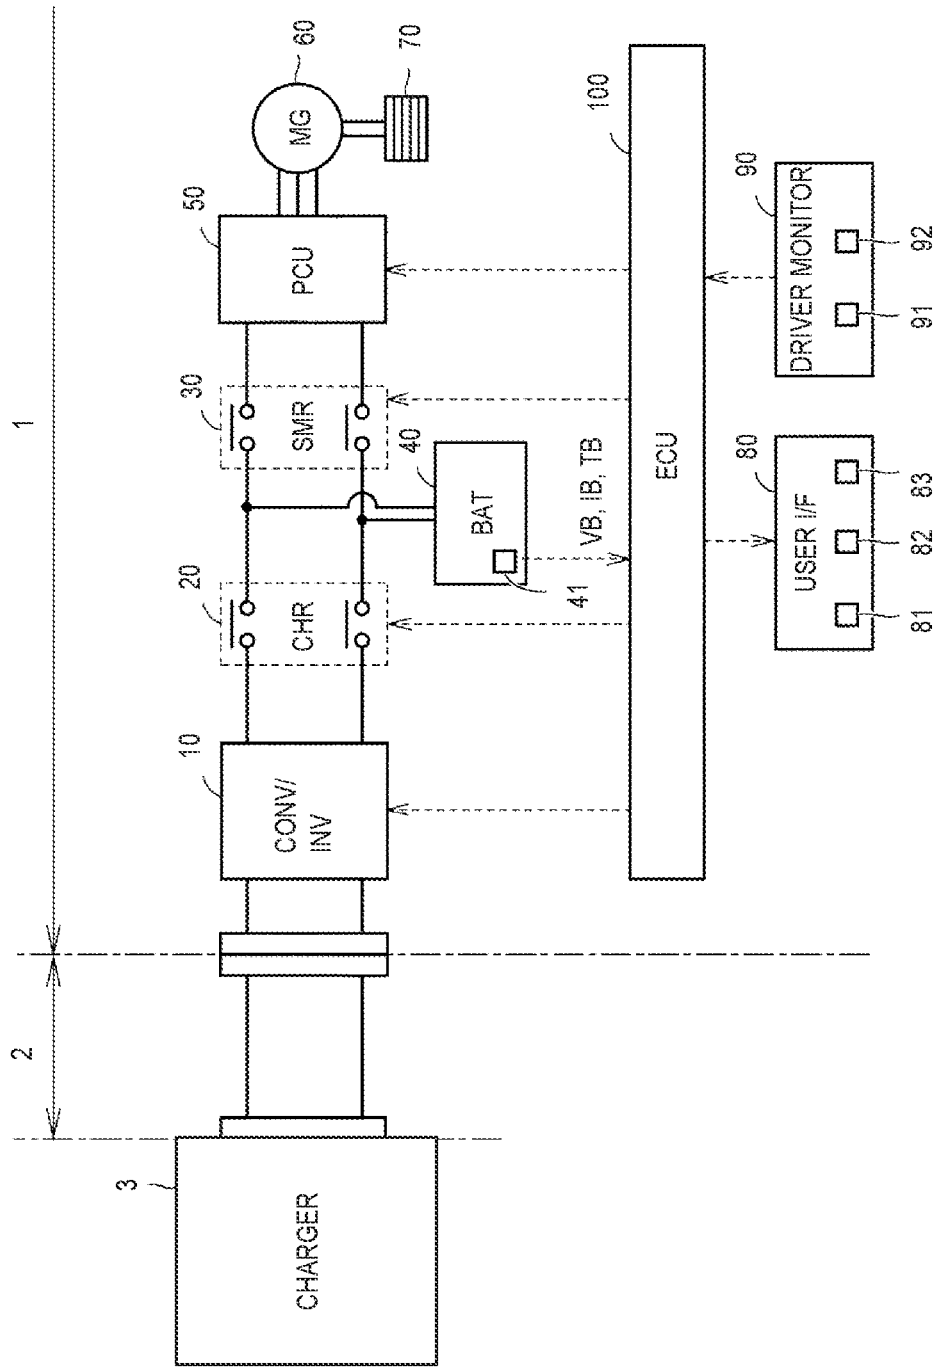 1
2
3
CHARGER
10
CONV/
INV
20
CHR
30
SMR
50
PCU
60
MG
70
40
BAT
41
VB, IB, TB
100
ECU
80
USER I/F
81
82
83
90
DRIVER MONITOR
91
92